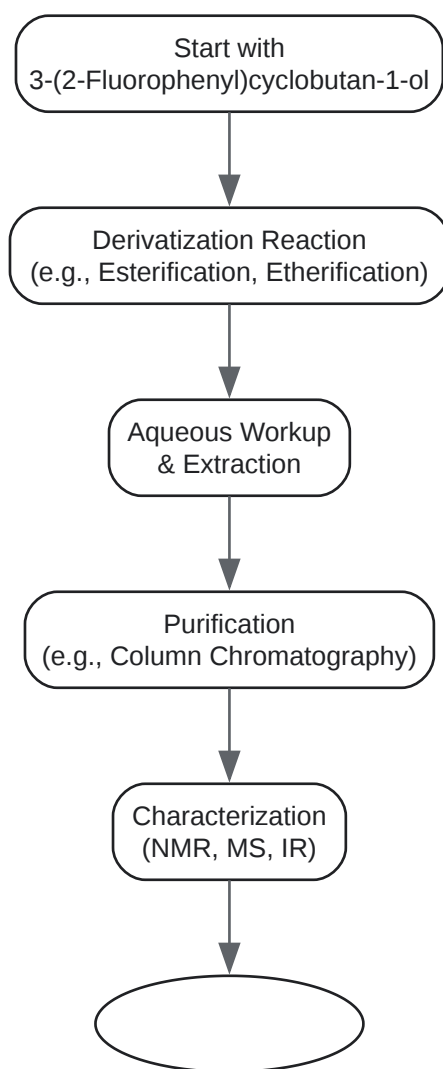 Start with
3-(2-Fluorophenyl)cyclobutan-1-ol
Derivatization Reaction
(e.g., Esterification, Etherification)
Aqueous Workup
& Extraction
Purification
(e.g., Column Chromatography)
Characterization
(NMR, MS, IR)